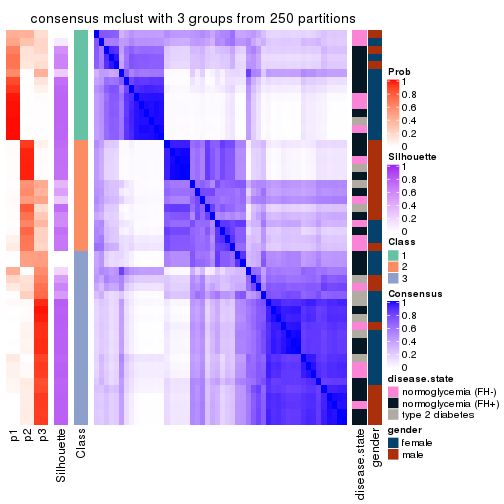 consensus mclust with 3 groups from 250 partitions
Prob
1
0.8
0.6
0.4
0.2
0
Silhouette
1
0.8
0.6
0.4
0.2
0
Class
1
2
3
Consensus
1
0.8
0.6
0.4
0.2
0
disease.state
normoglycemia (FH-)
normoglycemia (FH+)
type 2 diabetes
gender
female
male
p1
p2
p3
Silhouette
Class
disease.state
gender